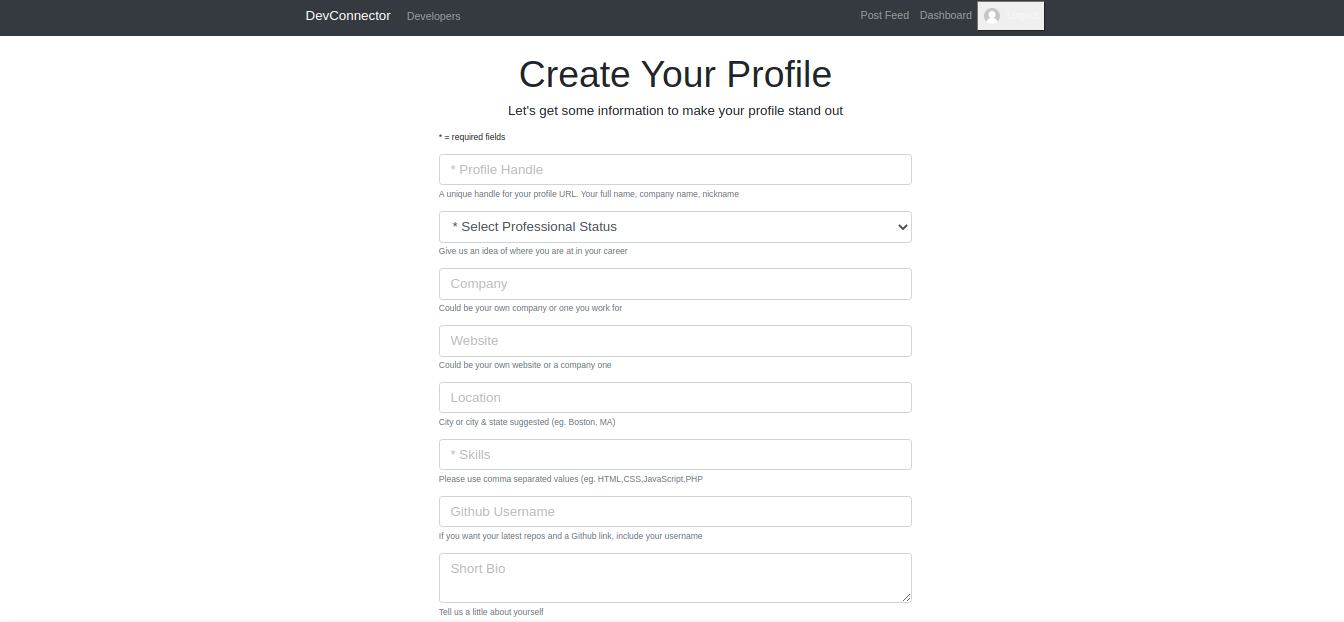 DevConnector Developers Post Feed Dashboard
Create Your Profile
Let's get some information to make your profile stand out
* = required fields
* Profile Handle
A unique handle for your profile URL. Your full name, company name, nickname
* Select Professional Status
Give us an idea of where you are at in your career
Company
Could be your own company or one you work for
Website
Could be your own website or a company one
Location
City or city & state suggested (eg. Boston, MA)
* Skills
Please use comma separated values (eg. HTML,CSS,JavaScript,PHP
Github Username
If you want your latest repos and a Github link, include your username
Short Bio
Tell us a little about yourself